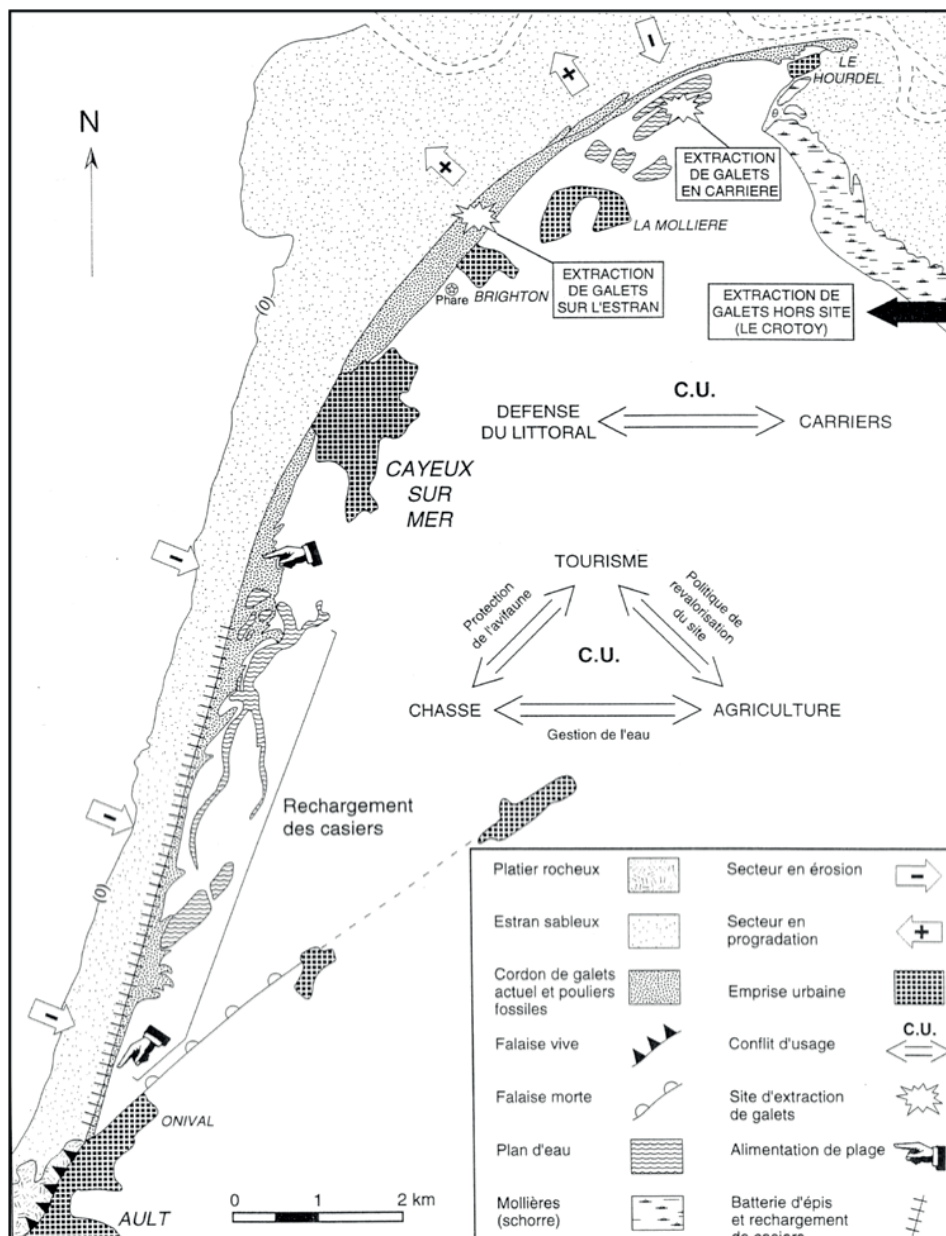 LE
HOURDEL
N
EXTRACTION
DE GALETS
EN CARRIERE
LA MOLLIERE
EXTRACTION
DE GALETS
SUR L'ESTRAN
Phare
BRIGHTON
EXTRACTION DE
GALETS HORS SITE
(LE CROTOY)
(0)
C.U.
DEFENSE
DU LITTORAL
CARRIERS
CAYEUX
SUR
MER
TOURISME
Protection
de l'avifaune
Politique de
revalorisation
du site
C.U.
CHASSE
AGRICULTURE
Gestion de l'eau
Rechargement
des casiers
(0)
ONIVAL
AULT
0 1 2 km
Platier rocheux
Secteur en érosion
Estran sableux
Secteur en
progradation
Cordon de galets
actuel et pouliers
fossiles
Emprise urbaine
C.U.
Falaise vive
Conflit d'usage
Falaise morte
Site d'extraction
de galets
Plan d'eau
Alimentation de plage
Mollières
(schorre)
Batterie d'épis
et rechargement
de casiers